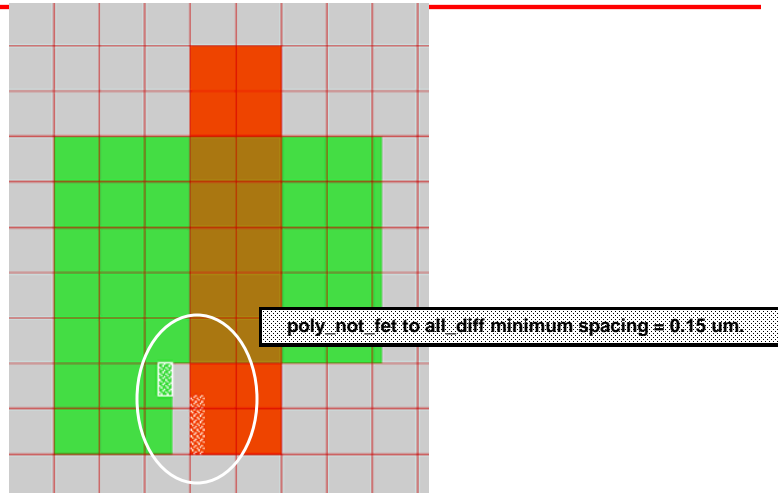 poly_not_fet to all_diff minimum spacing = 0.15 um.